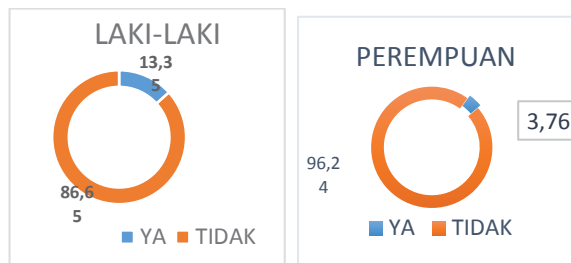 LAKI-LAKI
13,3
5
86,6
5
YA TIDAK
PEREMPUAN
3,76
96,2
4
YA TIDAK